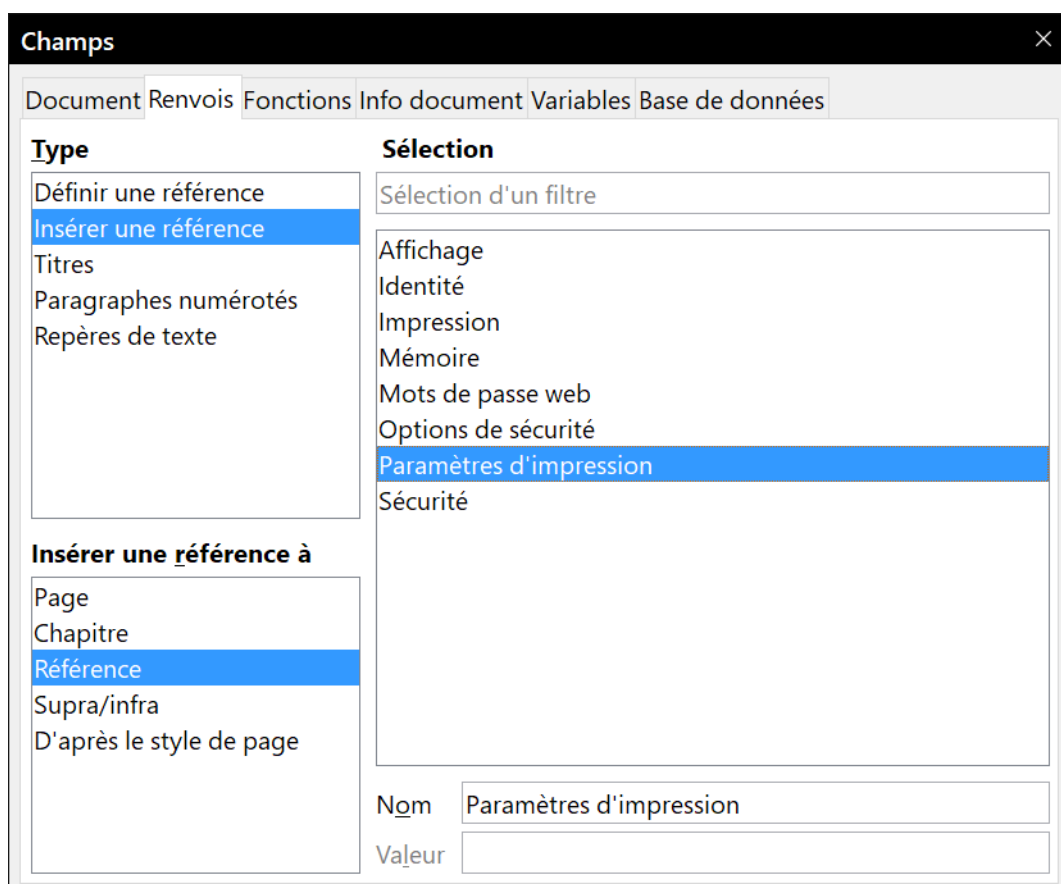 Champs
Document Renvois Fonctions Info document Variables Base de données
Type
Définir une référence
Insérer une référence
Titres
Paragraphes numérotés
Repères de texte
Sélection
Sélection d'un filtre
Affichage
Identité
Impression
Mémoire
Mots de passe web
Options de sécurité
Paramètres d'impression
Sécurité
Insérer une référence à
Page
Chapitre
Référence
Supra/infra
D'après le style de page
Nom Paramètres d'impression
Valeur